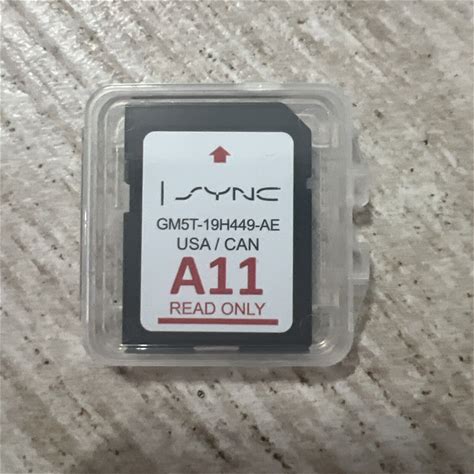 SYNC
GM5T-19H449-AE
USA / CAN
A11
READ ONLY